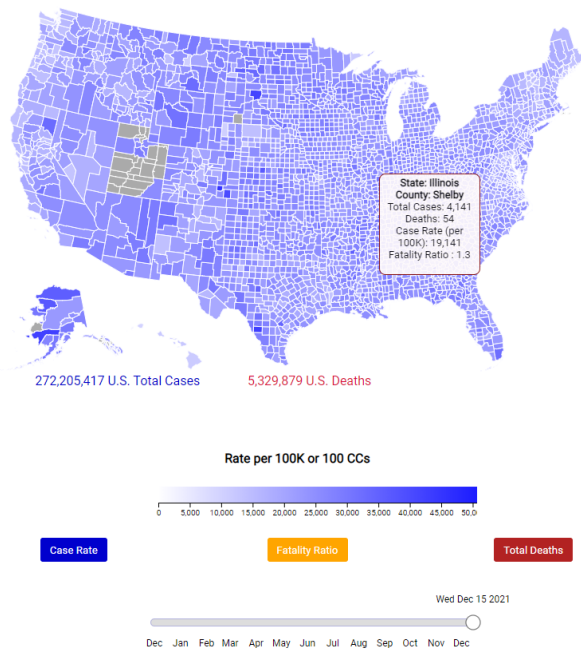 State: Illinois
County: Shelby
Total Cases: 4,141
Deaths: 54
Case Rate (per
100K): 19,141
Fatality Ratio : 1.3
272,205,417 U.S. Total Cases 5,329,879 U.S. Deaths
Rate per 100K or 100 CCs
0 5,000 10,000 15,000 20,000 25,000 30,000 35,000 40,000 45,000 50,0
Case Rate Fatality Ratio Total Deaths
Wed Dec 15 2021
Dec Jan Feb Mar Apr May Jun Jul Aug Sep Oct Nov Dec